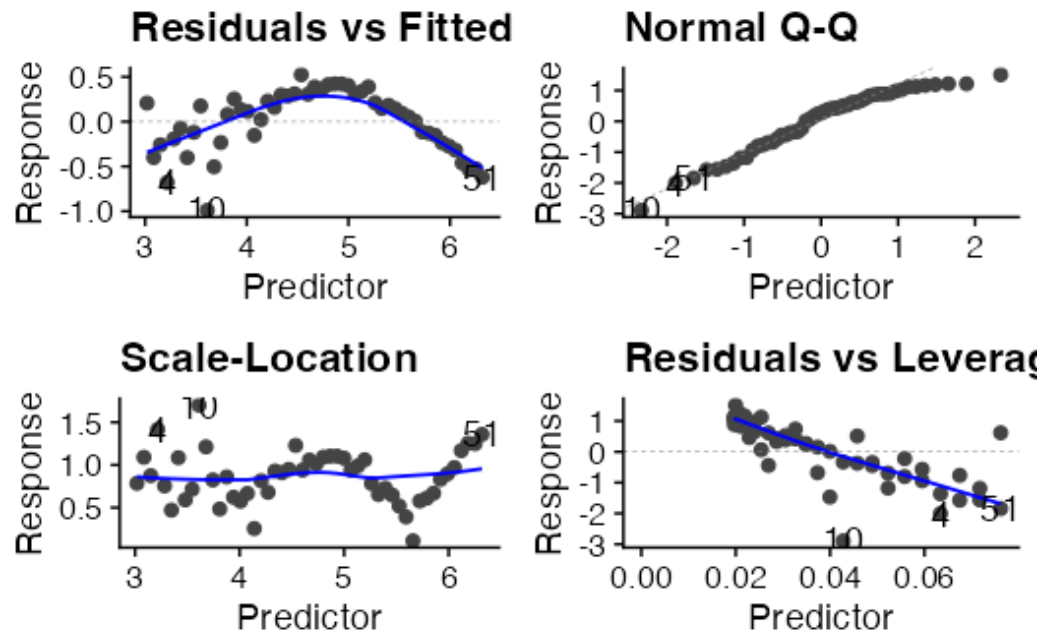 Residuals vs Fitted
Response
0.5
0.0
-0.5
-1.0
4
10
51
3 4 5 6
Predictor
Normal Q-Q
Response
1
0
-1
-2
-3
10
4
51
-2 -1 0 1 2
Predictor
Scale-Location
Response
1.5
1.0
0.5
4
10
51
3 4 5 6
Predictor
Residuals vs Leverag
Response
1
0
-1
-2
-3
10
4
51
0.00 0.02 0.04 0.06
Predictor